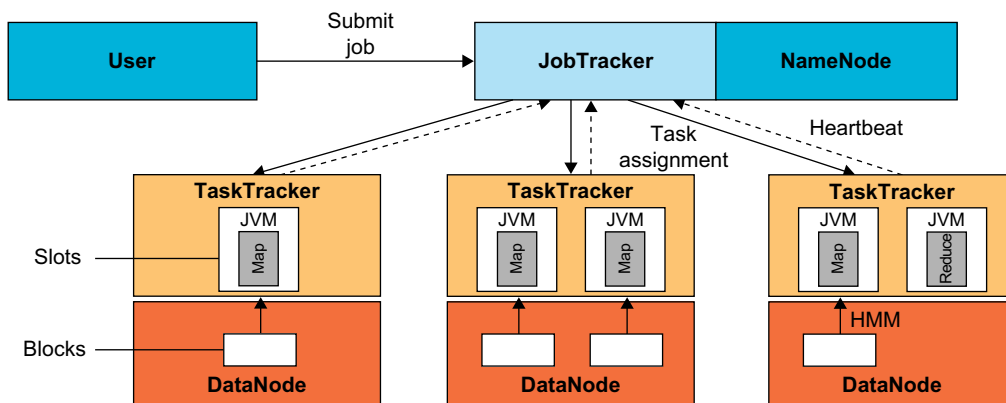 Submit
job
User
JobTracker
NameNode
Task
assignment
Heartbeat
TaskTracker
TaskTracker
TaskTracker
JVM
JVM
JVM
JVM
JVM
Map
Map
Map
Map
Reduce
Slots
HMM
Blocks
DataNode
DataNode
DataNode